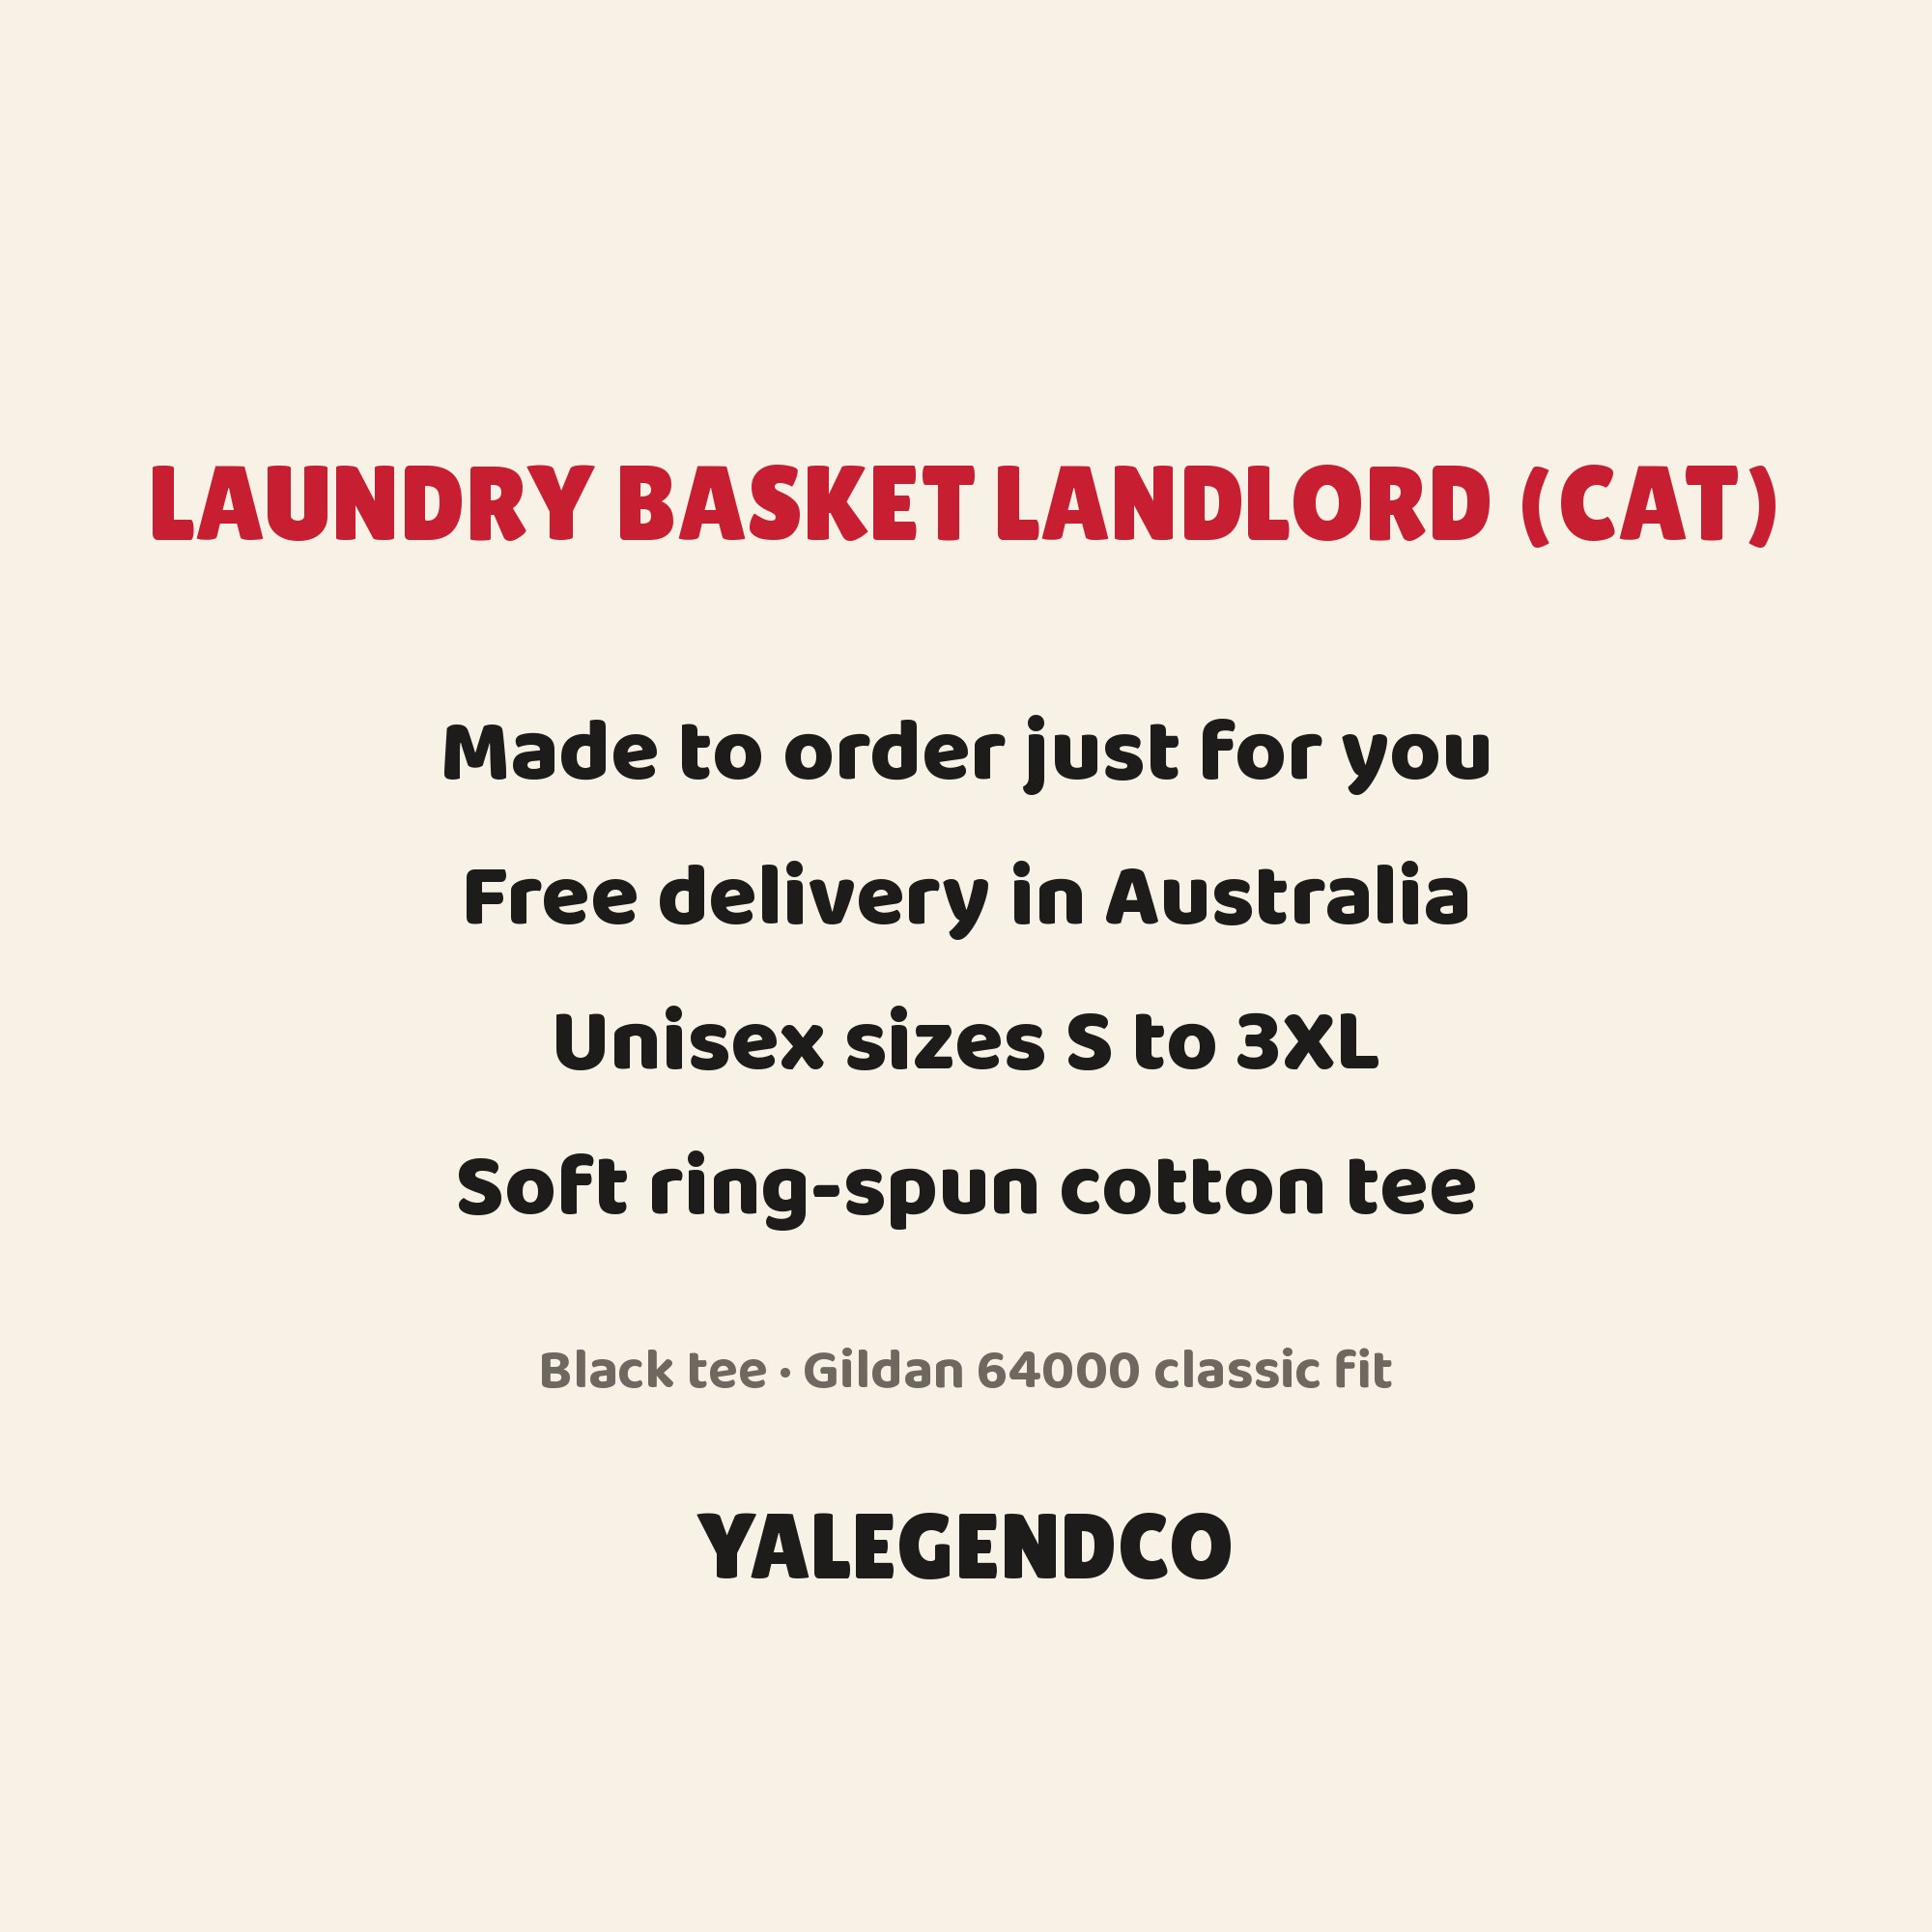 LAUNDRY BASKET LANDLORD (CAT)
Made to order just for you
Free delivery in Australia
Unisex sizes S to 3XL
Soft ring-spun cotton tee
Black tee · Gildan 64000 classic fit
YALEGENDCO